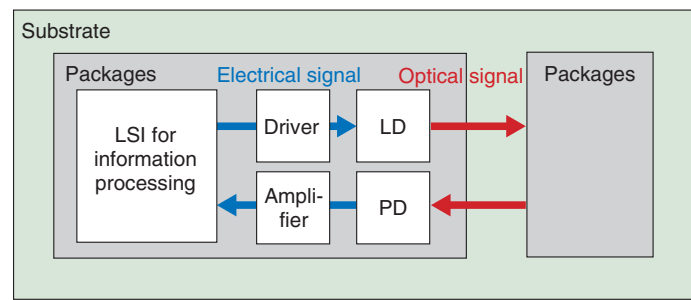 Substrate
Packages
Electrical signal
Optical signal
Packages
LSI for
information
processing
Driver
LD
Ampli-
fier
PD